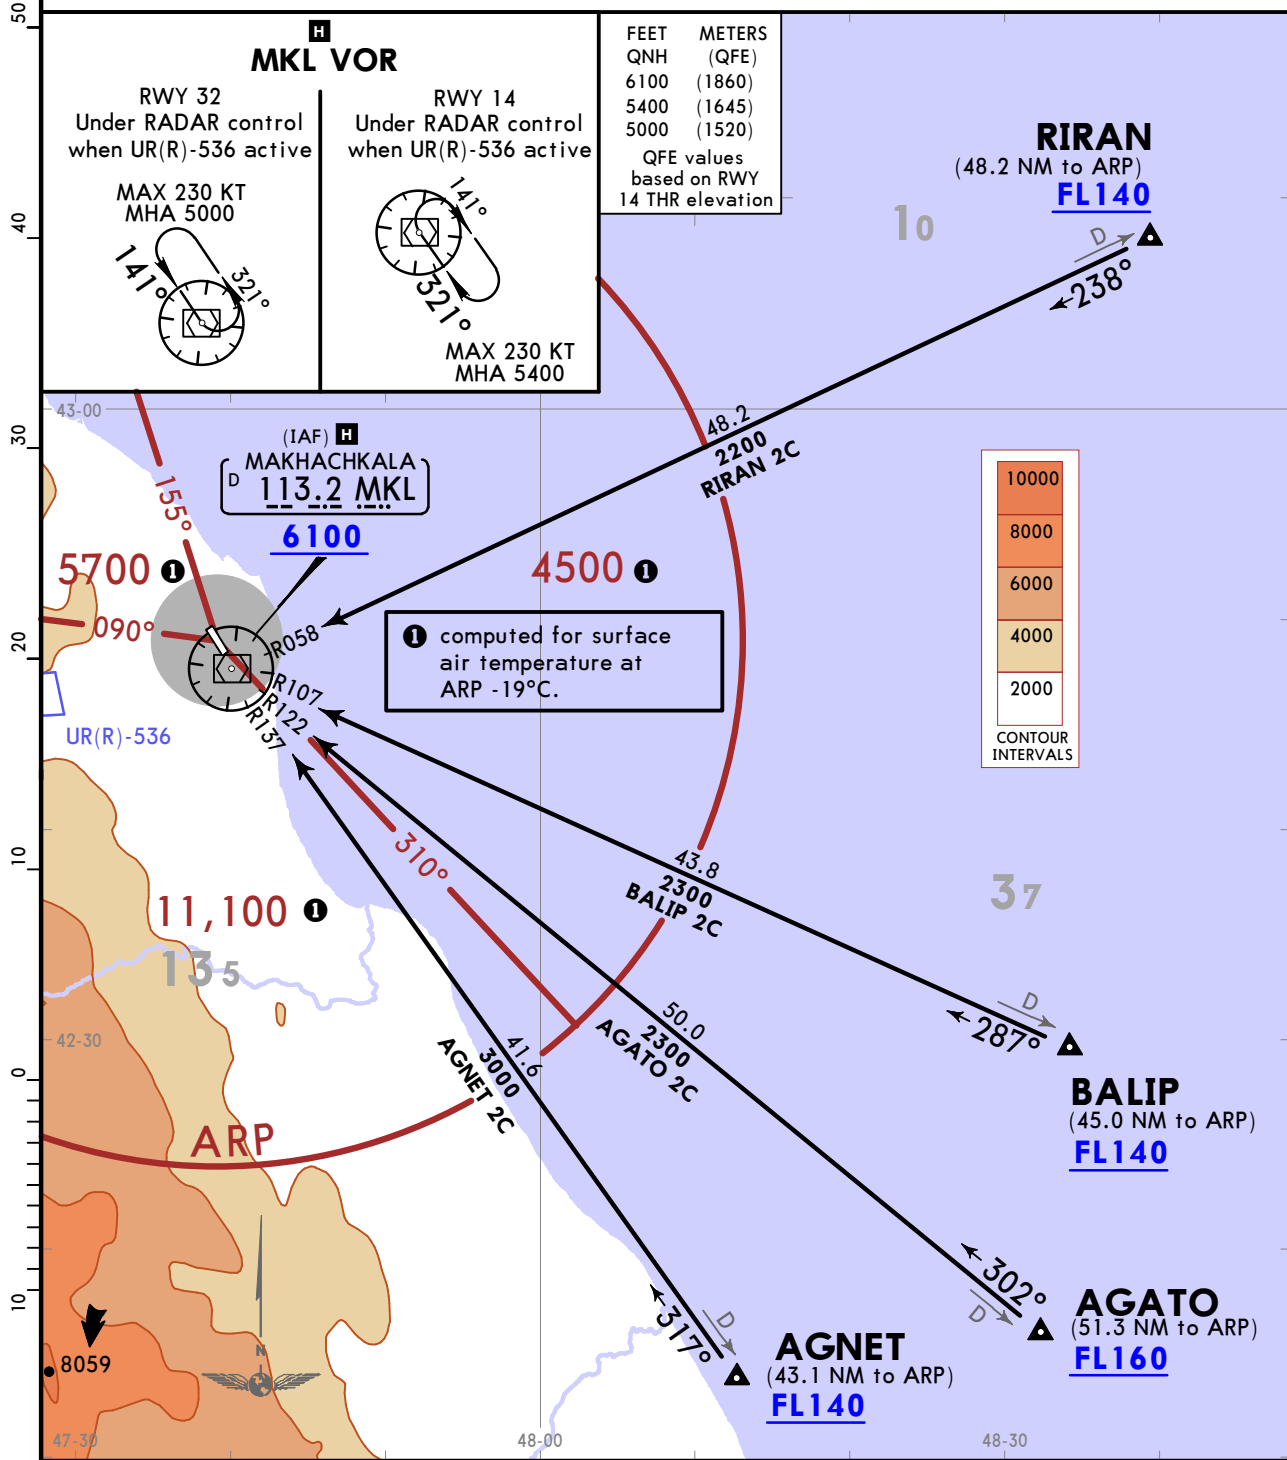 50
40
30
20
10
0
10
H
MKL VOR
RWY 32
Under RADAR control
when UR(R)-536 active
MAX 230 KT
MHA 5000
141°
321°
RWY 14
Under RADAR control
when UR(R)-536 active
141°
321°
MAX 230 KT
MHA 5400
FEET METERS
QNH (QFE)
6100 (1860)
5400 (1645)
5000 (1520)
QFE values
based on RWY
14 THR elevation
RIRAN
(48.2 NM to ARP)
FL140
10
D
238°
43-00
(IAF) H
MAKHACHKALA
D 113.2 MKL
6100
48.2
2200
RIRAN 2C
155°
5700 1
4500 1
090°
R058
R107
R122
R137
1 computed for surface
air temperature at
ARP -19°C.
10000
8000
6000
4000
2000
CONTOUR
INTERVALS
UR(R)-536
310°
43.8
2300
BALIP 2C
37
11,100 1
135
D
287°
50.0
2300
AGATO 2C
42-30
41.6
3000
AGNET 2C
BALIP
(45.0 NM to ARP)
FL140
ARP
302°
D
AGATO
(51.3 NM to ARP)
FL160
317°
D
AGNET
(43.1 NM to ARP)
FL140
8059
N
47-30
48-00
48-30